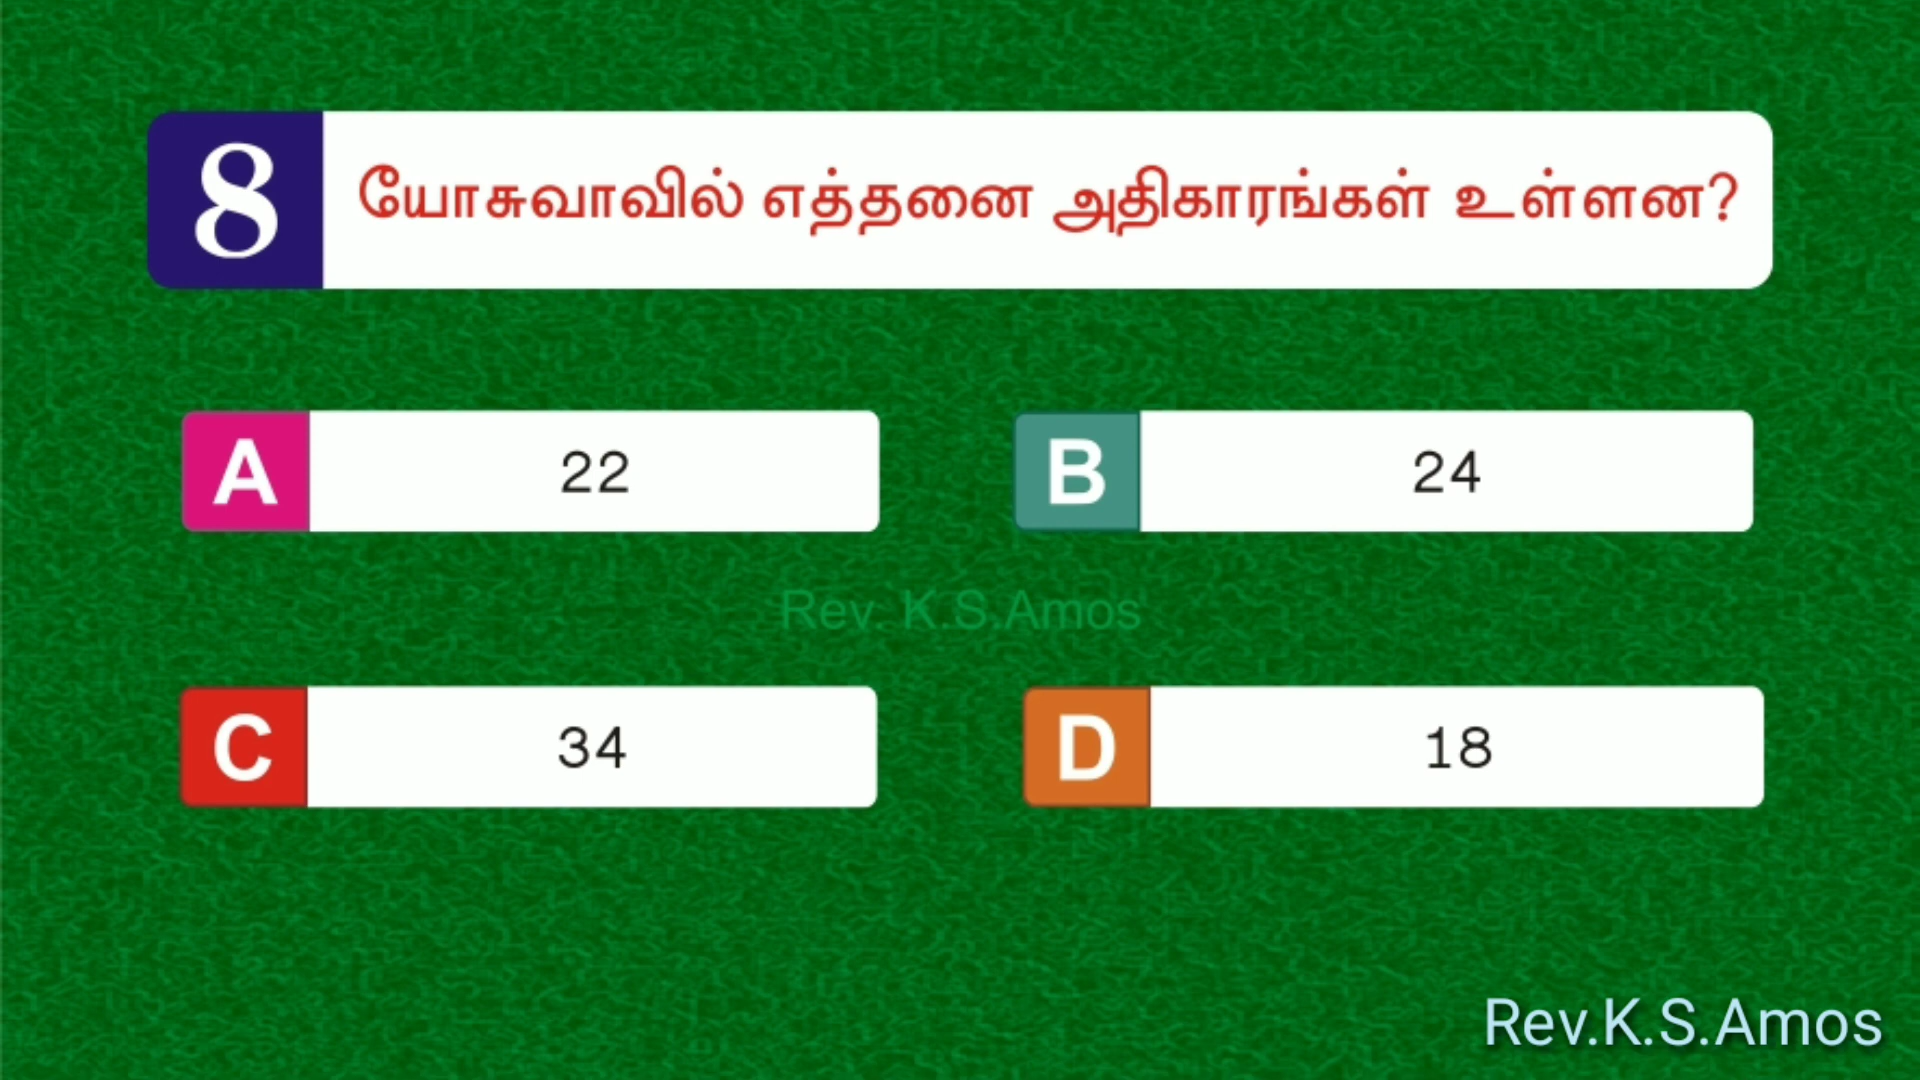 8
யோசுவாவில் எத்தனை அதிகாரங்கள் உள்ளன?
A 22
B 24
Rev. K.S.Amos
C 34
D 18
Rev.K.S.Amos